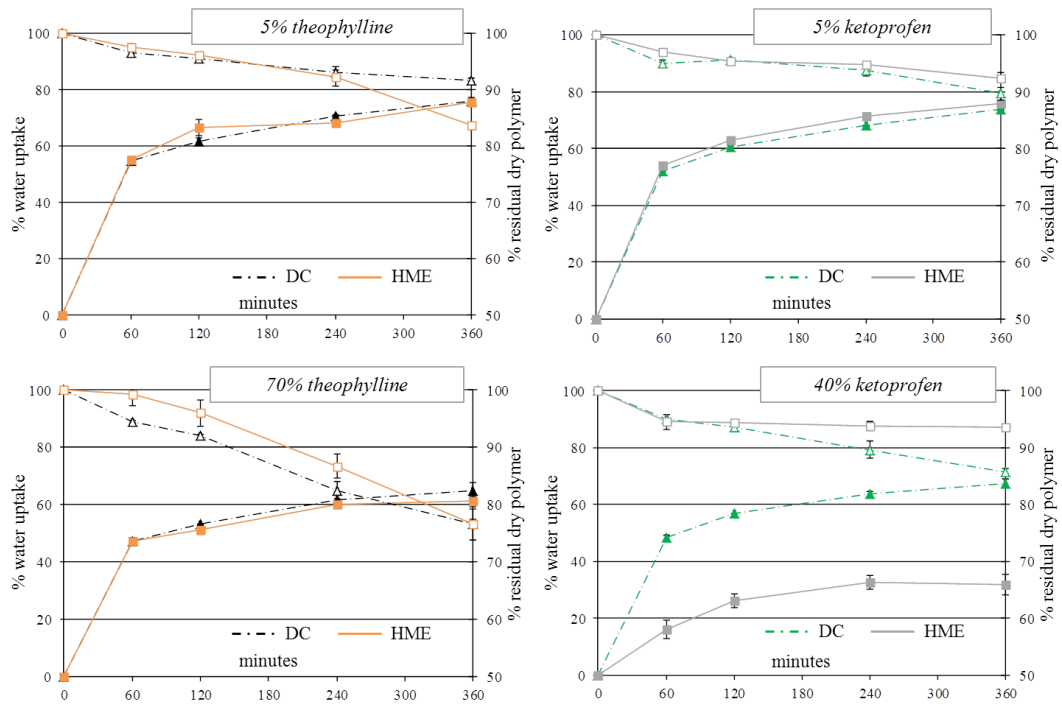 5% theophylline
100
80
60
40
20
0
% water uptake
100
90
80
70
60
50
% residual dry polymer
DC
HME
minutes
0 60 120 180 240 300 360
5% ketoprofen
100
80
60
40
20
0
% water uptake
100
90
80
70
60
50
% residual dry polymer
DC
HME
minutes
0 60 120 180 240 300 360
70% theophylline
100
80
60
40
20
0
% water uptake
100
90
80
70
60
50
% residual dry polymer
DC
HME
minutes
0 60 120 180 240 300 360
40% ketoprofen
100
80
60
40
20
0
% water uptake
100
90
80
70
60
50
% residual dry polymer
DC
HME
minutes
0 60 120 180 240 300 360